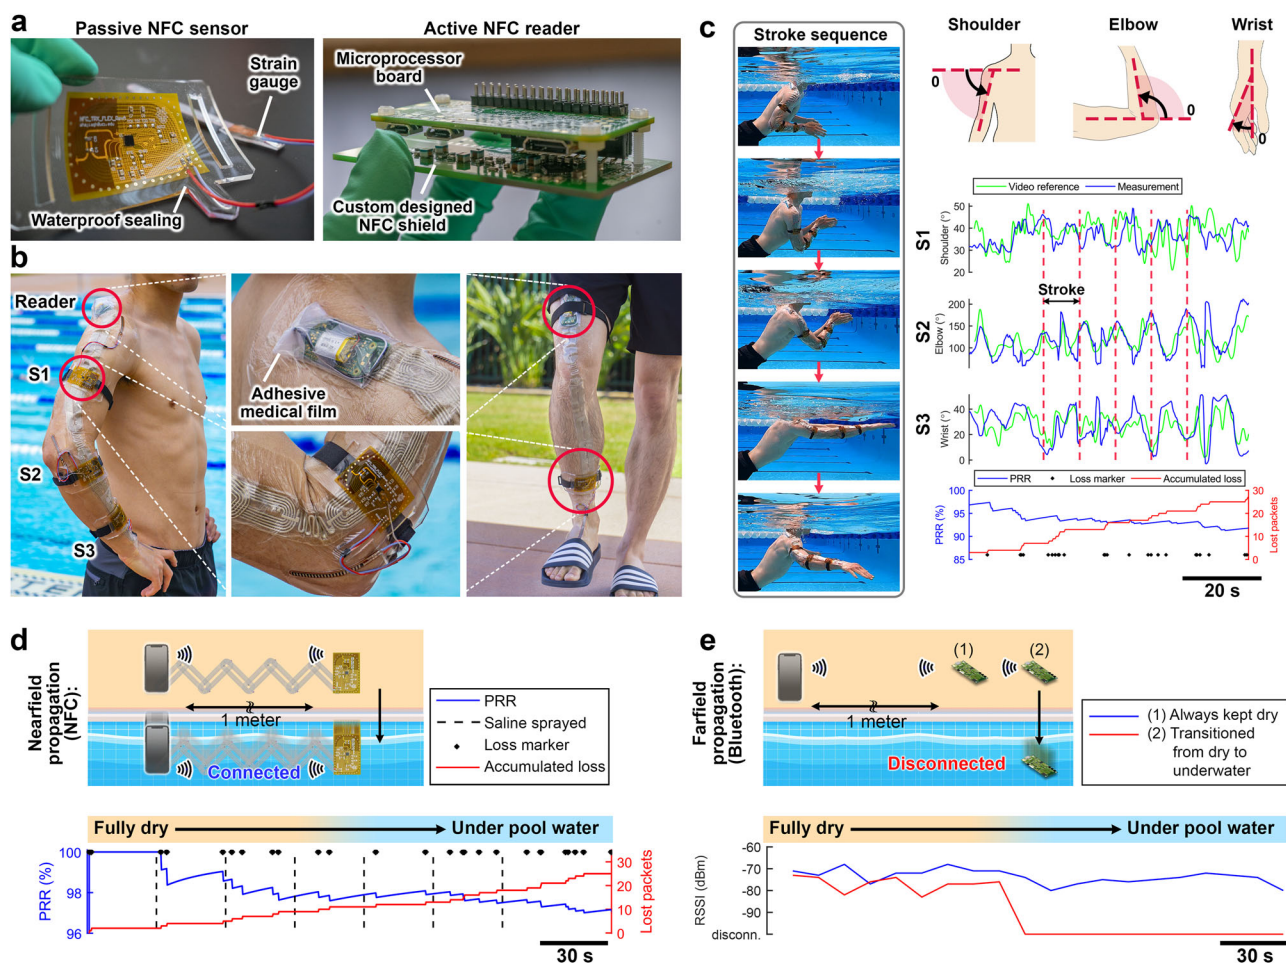 a
Passive NFC sensor
Strain
gauge
Waterproof sealing
Active NFC reader
Microprocessor
board
Custom designed
NFC shield
b
Reader
S1
S2
S3
Adhesive
medical film
c
Stroke sequence
Shoulder
Elbow
Wrist
0
0
0
Video reference
Measurement
S1
Shoulder (°)
50
40
30
20
Stroke
S2
Elbow (°)
200
150
100
S3
Wrist (°)
50
25
0
PRR
Loss marker
Accumulated loss
PRR (%)
100
95
90
85
Lost packets
30
20
10
0
20 s
d
Nearfield
propagation
(NFC):
1 meter
Connected
PRR
Saline sprayed
Loss marker
Accumulated loss
Fully dry
Under pool water
PRR (%)
100
98
96
Lost packets
30
20
10
0
30 s
e
Farfield
propagation
(Bluetooth):
(1)
(2)
1 meter
Disconnected
(1) Always kept dry
(2) Transitioned
from dry to
underwater
Fully dry
Under pool water
RSSI (dBm)
-60
-70
-80
-90
disconn.
30 s